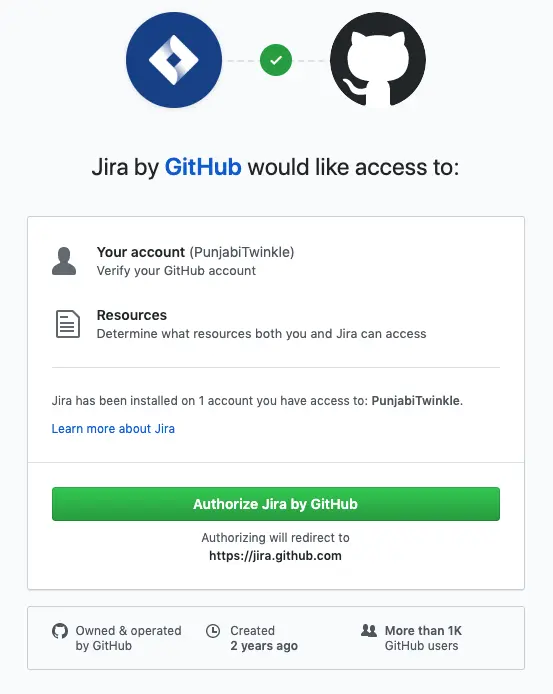 Jira by GitHub would like access to:
Your account (PunjabiTwinkle)
Verify your GitHub account
Resources
Determine what resources both you and Jira can access
Jira has been installed on 1 account you have access to: PunjabiTwinkle.
Learn more about Jira
Authorize Jira by GitHub
Authorizing will redirect to
https://jira.github.com
Owned & operated
by GitHub
Created
2 years ago
More than 1K
GitHub users